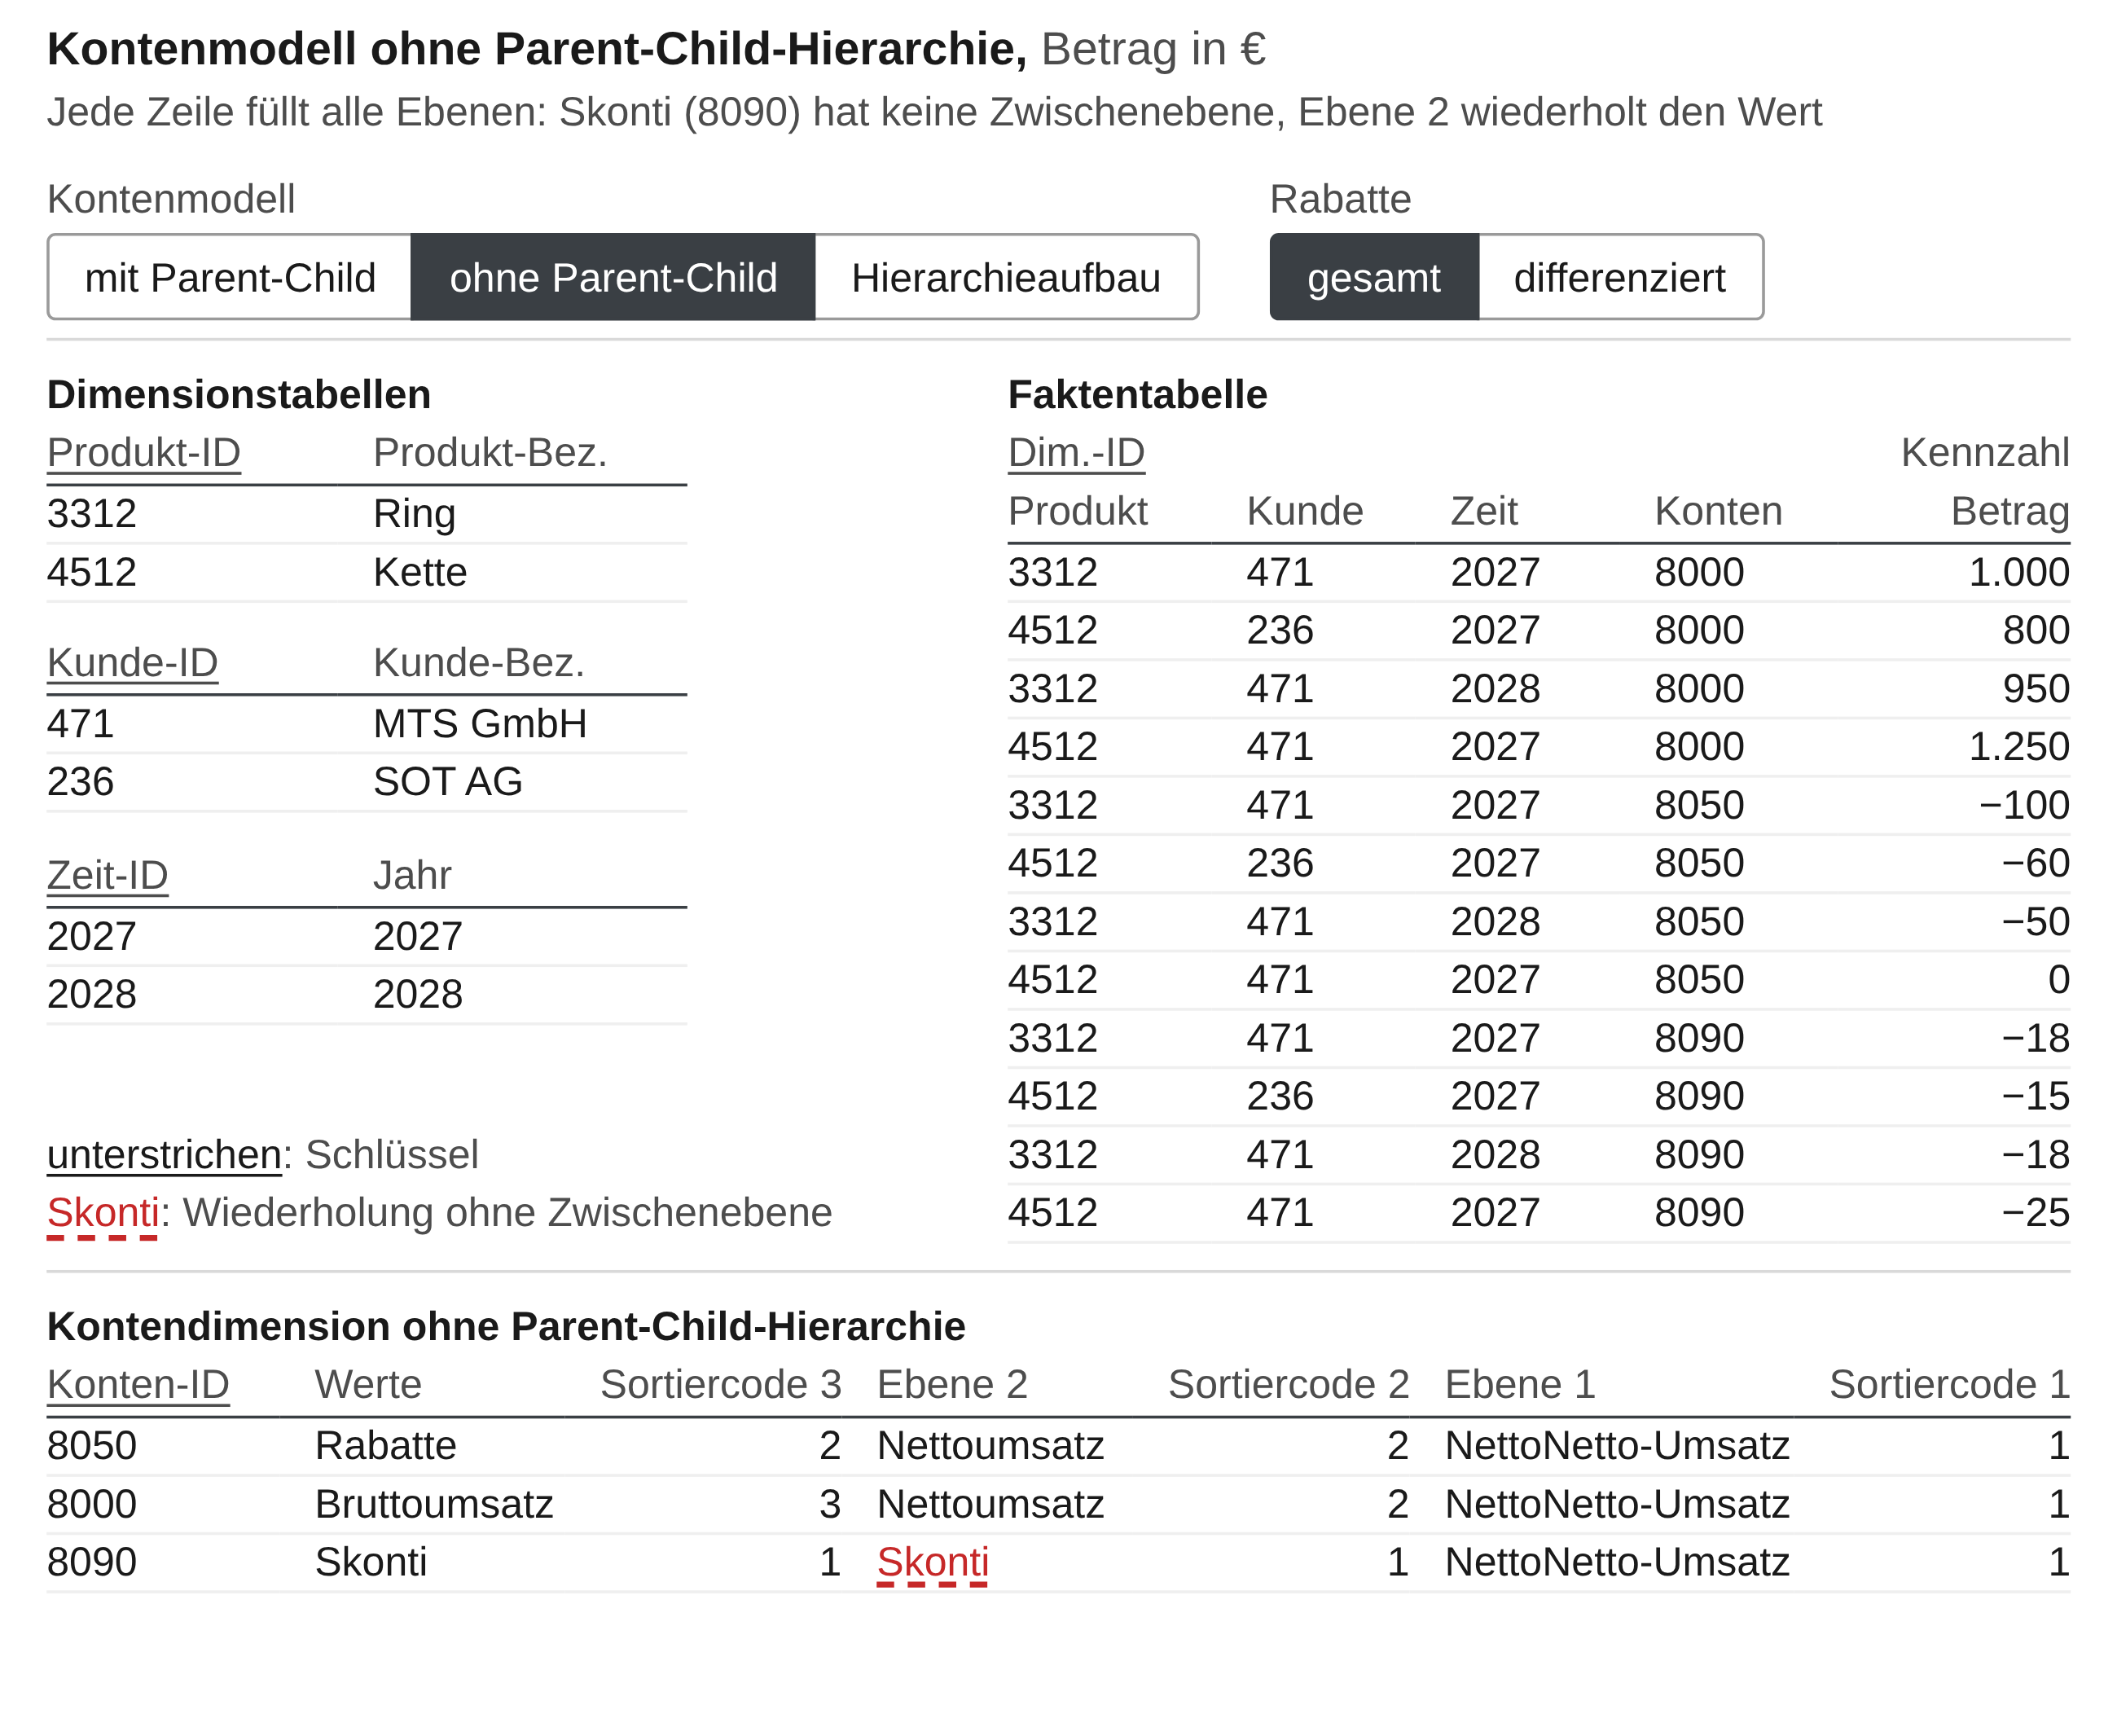 Kontenmodell ohne Parent-Child-Hierarchie, Betrag in €
Jede Zeile füllt alle Ebenen: Skonti (8090) hat keine Zwischenebene, Ebene 2 wiederholt den Wert
Kontenmodell
mit Parent-Child ohne Parent-Child Hierarchieaufbau
Rabatte
gesamt differenziert
Dimensionstabellen
Produkt-ID Produkt-Bez.
3312 Ring
4512 Kette
Kunde-ID Kunde-Bez.
471 MTS GmbH
236 SOT AG
Zeit-ID Jahr
2027 2027
2028 2028
unterstrichen: Schlüssel
Skonti: Wiederholung ohne Zwischenebene
Faktentabelle
Dim.-ID Kennzahl
Produkt Kunde Zeit Konten Betrag
3312 471 2027 8000 1.000
4512 236 2027 8000 800
3312 471 2028 8000 950
4512 471 2027 8000 1.250
3312 471 2027 8050 −100
4512 236 2027 8050 −60
3312 471 2028 8050 −50
4512 471 2027 8050 0
3312 471 2027 8090 −18
4512 236 2027 8090 −15
3312 471 2028 8090 −18
4512 471 2027 8090 −25
Kontendimension ohne Parent-Child-Hierarchie
Konten-ID Werte Sortiercode 3 Ebene 2 Sortiercode 2 Ebene 1 Sortiercode 1
8050 Rabatte 2 Nettoumsatz 2 NettoNetto-Umsatz 1
8000 Bruttoumsatz 3 Nettoumsatz 2 NettoNetto-Umsatz 1
8090 Skonti 1 Skonti 1 NettoNetto-Umsatz 1